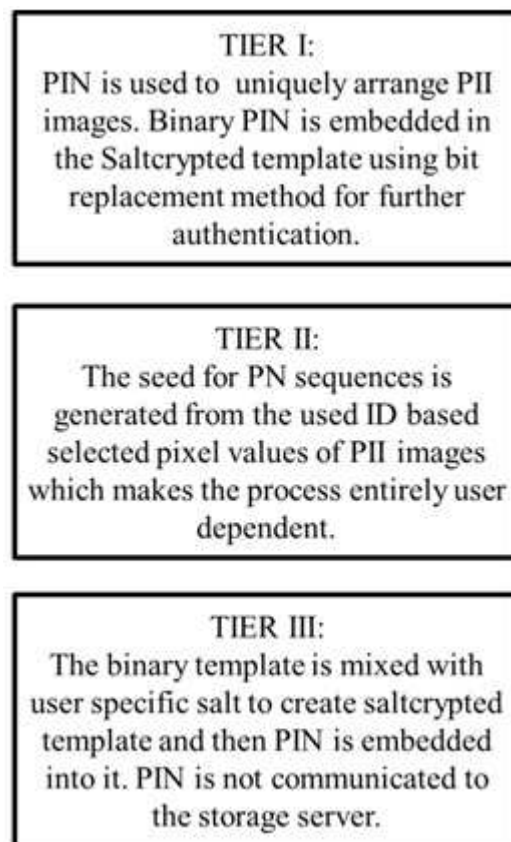 TIER I:
PIN is used to uniquely arrange PII
images. Binary PIN is embedded in
the Saltcrypted template using bit
replacement method for further
authentication.
TIER II:
The seed for PN sequences is
generated from the used ID based
selected pixel values of PII images
which makes the process entirely user
dependent.
TIER III:
The binary template is mixed with
user specific salt to create saltcrypted
template and then PIN is embedded
into it. PIN is not communicated to
the storage server.